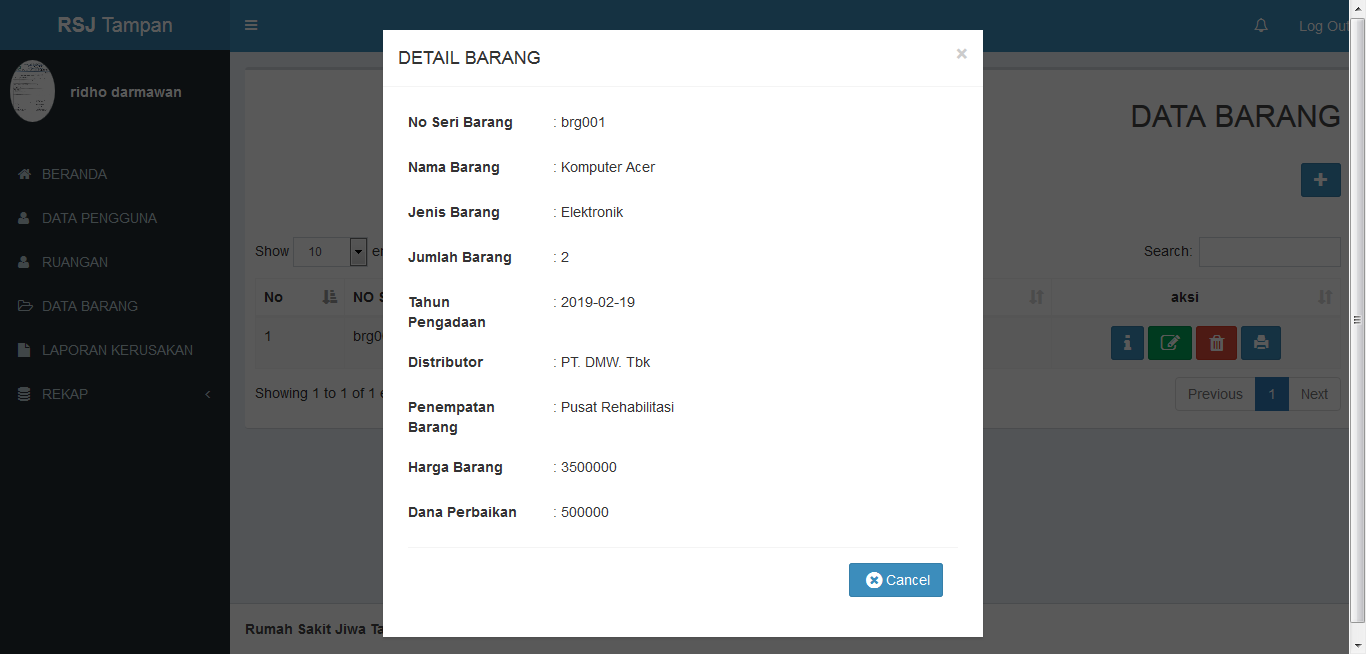 RSJ Tampan
Log Out
ridho darmawan
BERANDA
DATA PENGGUNA
RUANGAN
DATA BARANG
LAPORAN KERUSAKAN
REKAP
DETAIL BARANG
×
No Seri Barang : brg001
Nama Barang : Komputer Acer
Jenis Barang : Elektronik
Jumlah Barang : 2
Tahun : 2019-02-19
Pengadaan
Distributor : PT. DMW. Tbk
Penempatan : Pusat Rehabilitasi
Barang
Harga Barang : 3500000
Dana Perbaikan : 500000
Cancel
DATA BARANG
Show 10
Search:
No NO aksi
1
Showing 1 to 1 of 1
Previous 1 Next
Rumah Sakit Jiwa